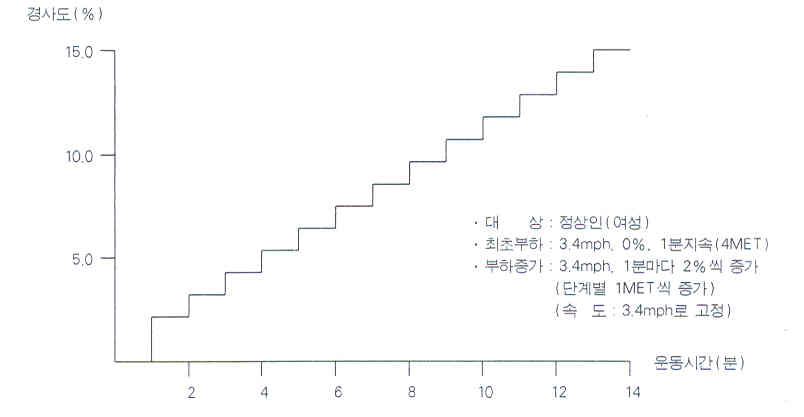 경사도(%)
15.0
10.0
5.0
· 대 상 : 정상인(여성)
· 최초부하 : 3.4mph, 0%, 1분지속(4MET)
· 부하증가 : 3.4mph, 1분마다 2%씩 증가
(단계별 1MET씩 증가)
(속 도 : 3.4mph로 고정)
운동시간(분)
2 4 6 8 10 12 14